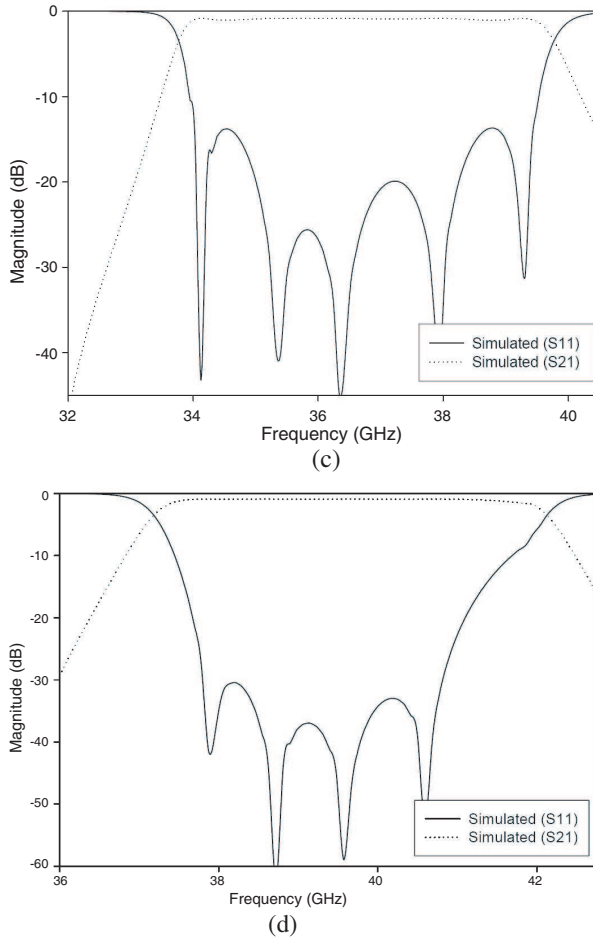 0
-10
-20
-30
-40
Magnitude (dB)
Simulated (S11)
Simulated (S21)
32 34 36 38 40
Frequency (GHz)
(c)
0
-10
-20
-30
-40
-50
-60
Magnitude (dB)
Simulated (S11)
Simulated (S21)
36 38 40 42
Frequency (GHz)
(d)